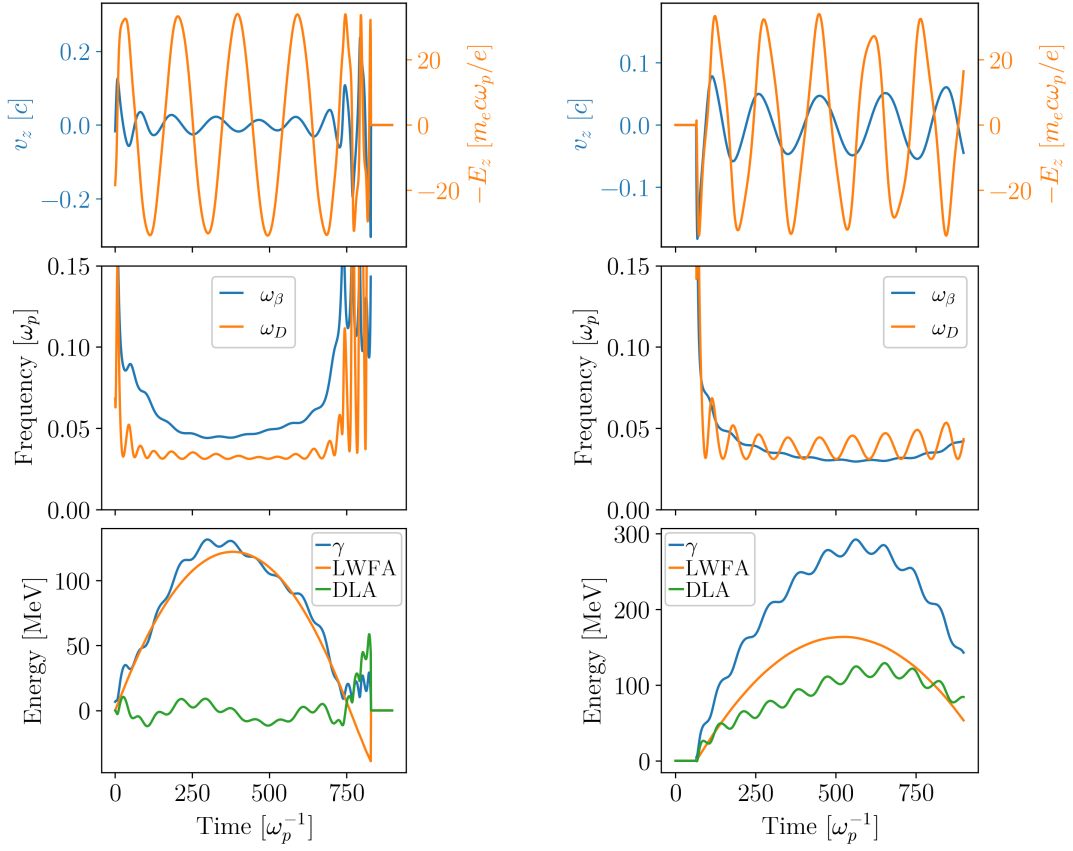 0.2
0.0
−0.2
v_z [c]
20
0
−20
−E_z [m_e c ω_p/e]
0.1
0.0
−0.1
v_z [c]
20
0
−20
−E_z [m_e c ω_p/e]
0.15
0.10
0.05
0.00
Frequency [ω_p]
ω_β
ω_D
0.15
0.10
0.05
0.00
Frequency [ω_p]
ω_β
ω_D
100
50
0
Energy [MeV]
γ
LWFA
DLA
0 250 500 750
Time [ω_p^{−1}]
300
200
100
0
Energy [MeV]
γ
LWFA
DLA
0 250 500 750
Time [ω_p^{−1}]